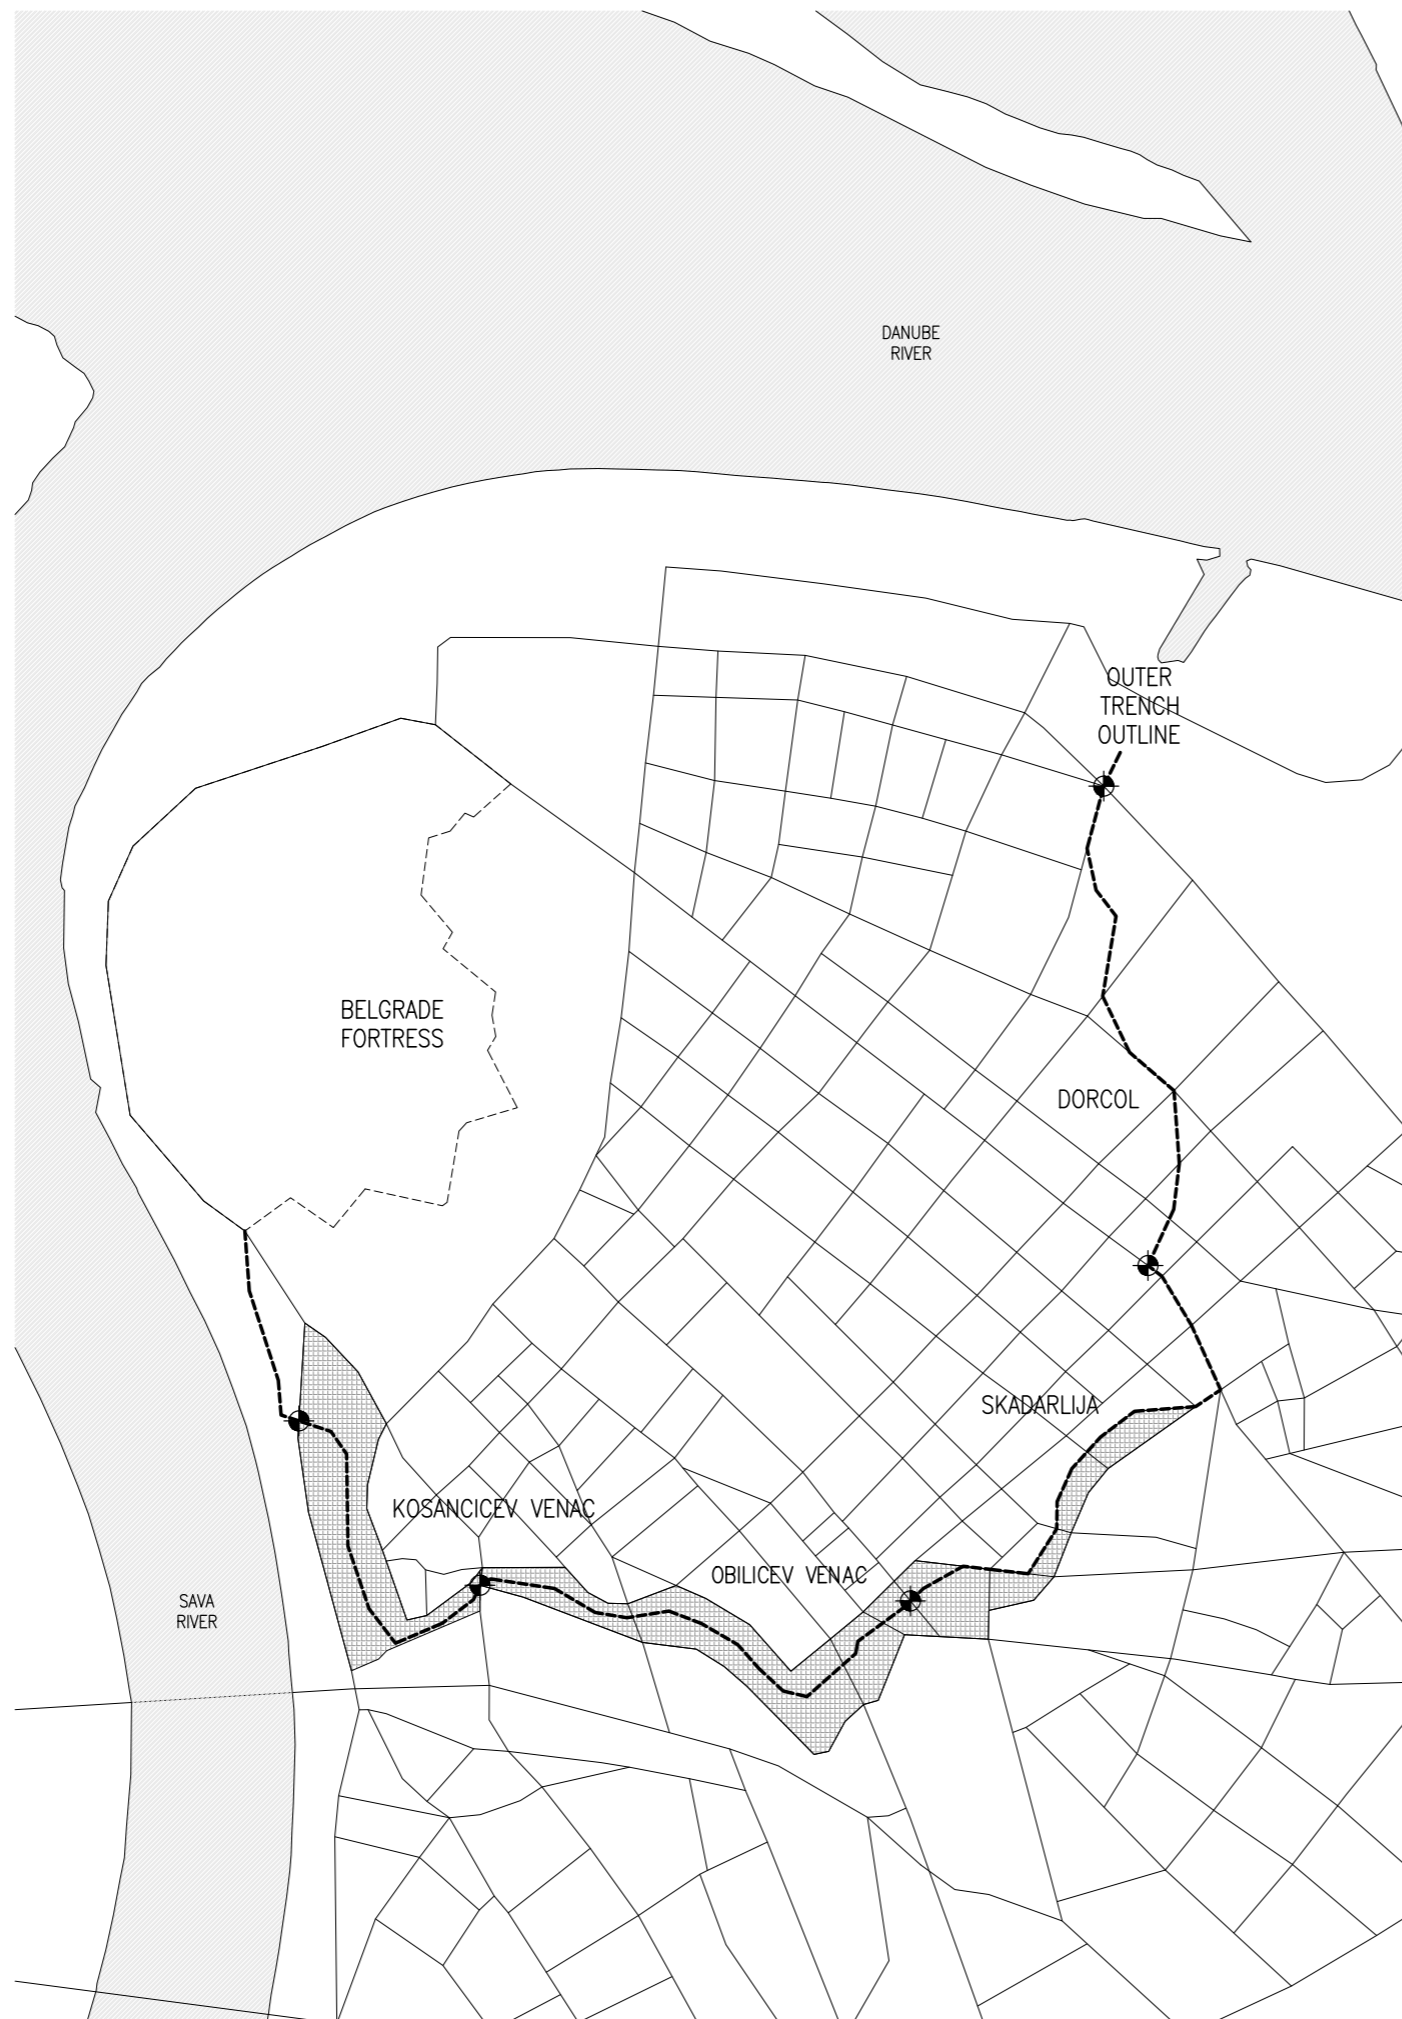 DANUBE
RIVER
OUTER
TRENCH
OUTLINE
BELGRADE
FORTRESS
DORCOL
SKADARLIJA
KOSANCICEV VENAC
OBILICEV VENAC
SAVA
RIVER